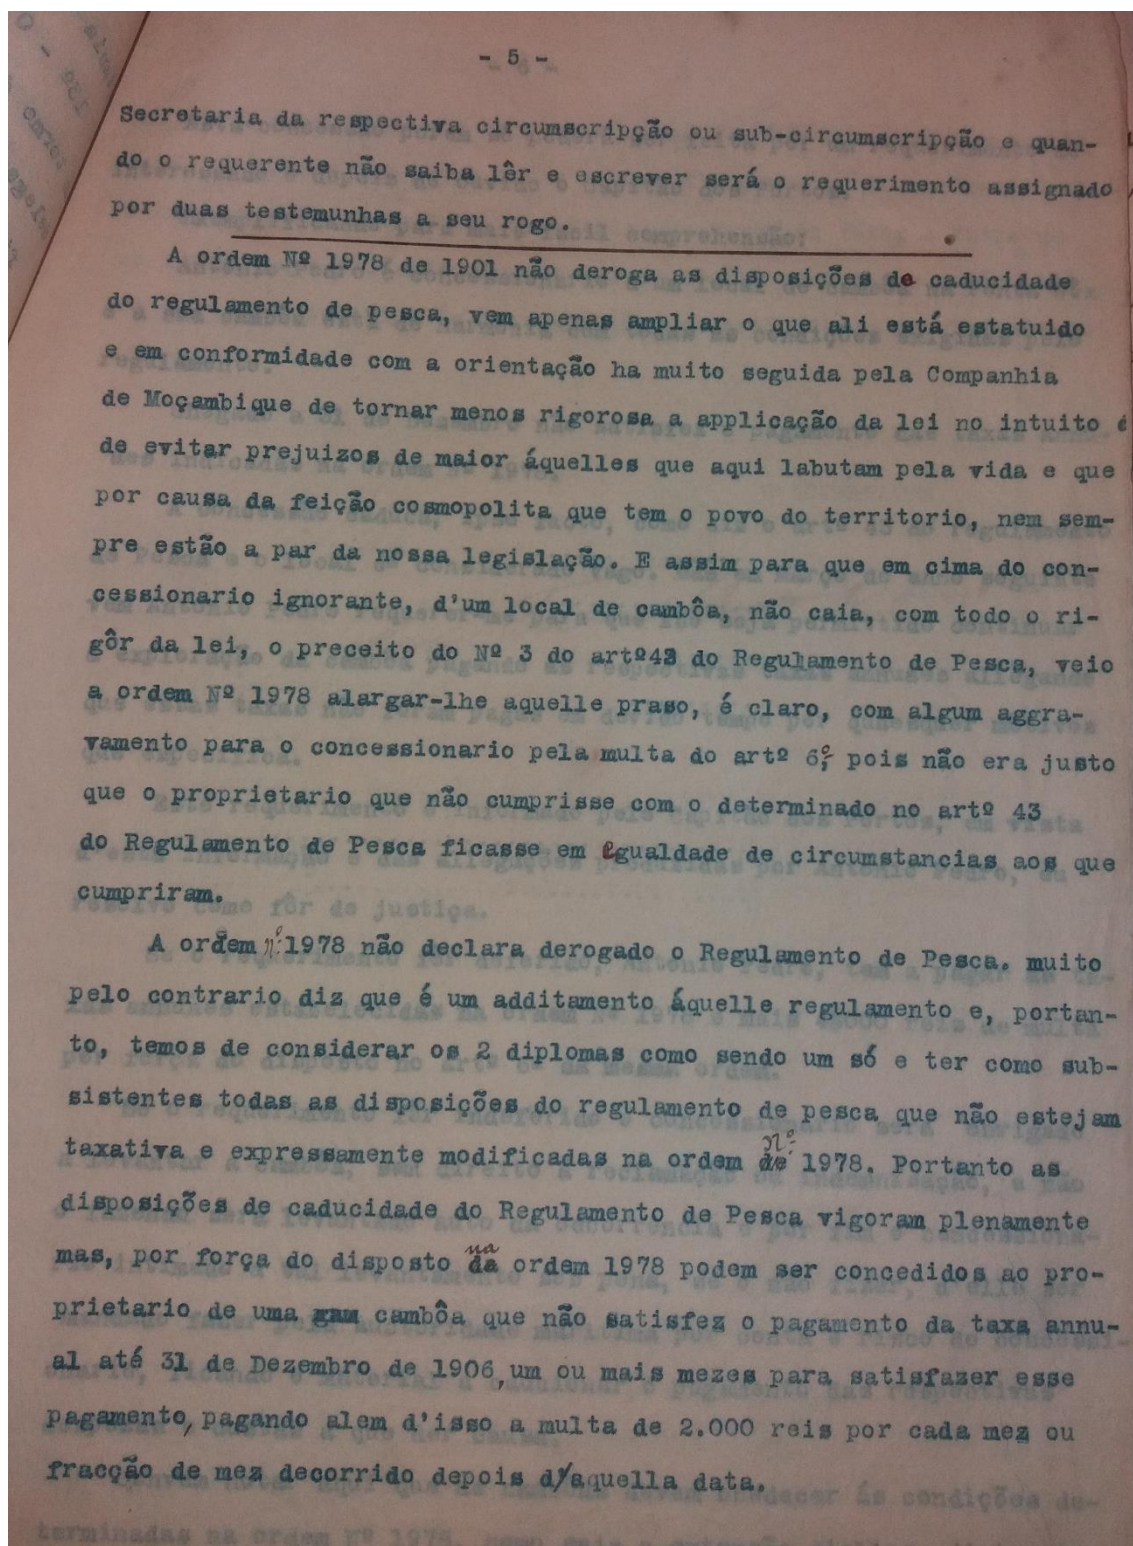 - 5 -
Secretaria da respectiva circumscripção ou sub-circumscripção e quan-
do o requerente não saiba lêr e escrever será o requerimento assignado
por duas testemunhas a seu rogo.
A ordem Nº 1978 de 1901 não deroga as disposições de caducidade
do regulamento de pesca, vem apenas ampliar o que ali está estatuido
e em conformidade com a orientação ha muito seguida pela Companhia
de Moçambique de tornar menos rigorosa a applicação da lei no intuito é
de evitar prejuizos de maior áquelles que aqui labutam pela vida e que
por causa da feição cosmopolita que tem o povo do territorio, nem sem-
pre estão a par da nossa legislação. E assim para que em cima do con-
cessionario ignorante, d'um local de cambôa, não caia, com todo o ri-
gôr da lei, o preceito do Nº 3 do artº43 do Regulamento de Pesca, veio
a ordem Nº 1978 alargar-lhe aquelle praso, é claro, com algum aggra-
vamento para o concessionario pela multa do artº 6º; pois não era justo
que o proprietario que não cumprisse com o determinado no artº 43
do Regulamento de Pesca ficasse em egualdade de circumstancias aos que
cumpriram.
A ordem nº 1978 não declara derogado o Regulamento de Pesca. muito
pelo contrario diz que é um additamento áquelle regulamento e, portan-
to, temos de considerar os 2 diplomas como sendo um só e ter como sub-
sistentes todas as disposições do regulamento de pesca que não estejam
taxativa e expressamente modificadas na ordem nº 1978. Portanto as
disposições de caducidade do Regulamento de Pesca vigoram plenamente
mas, por força do disposto na ordem 1978 podem ser concedidos ao pro-
prietario de uma cambôa que não satisfez o pagamento da taxa annu-
al até 31 de Dezembro de 1906, um ou mais mezes para satisfazer esse
pagamento, pagando alem d'isso a multa de 2.000 reis por cada mez ou
fracção de mez decorrido depois d'aquella data.